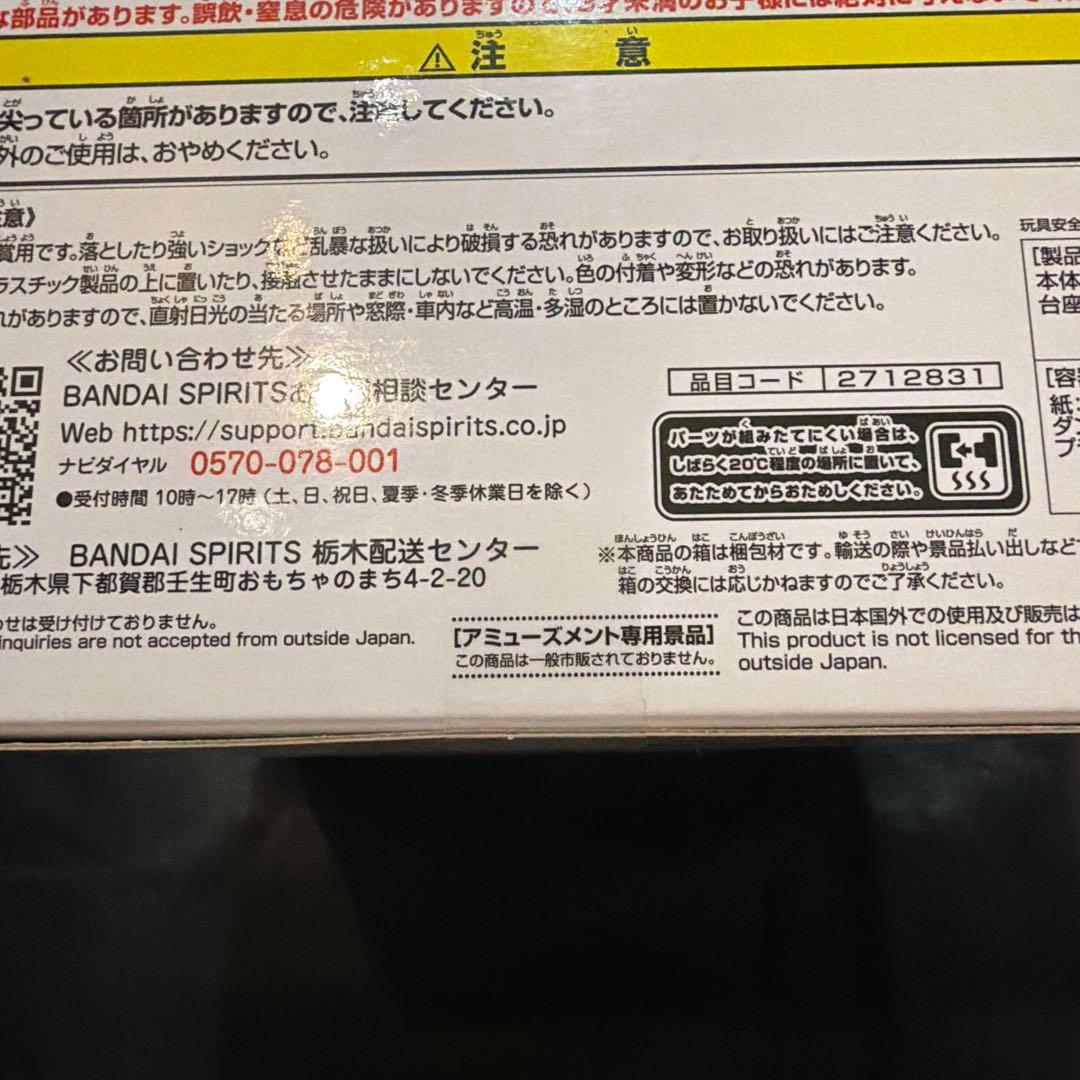 な部品があります。誤飲・窒息の危険がありますので
⚠ 注 意
尖っている箇所がありますので、注意してください。
外のご使用は、おやめください。
意》
賞用です。落としたり強いショックなど乱暴な扱いにより破損する恐れがありますので、お取り扱いにはご注意ください。
ラスチック製品の上に置いたり、接触させたままにしないでください。色の付着や変形などの恐れがあります。
れがありますので、直射日光の当たる場所や窓際・車内など高温・多湿のところには置かないでください。
≪お問い合わせ先≫
BANDAI SPIRITS 相談センター
Web https://support.bandaispirits.co.jp
ナビダイヤル 0570-078-001
●受付時間 10時〜17時（土、日、祝日、夏季・冬季休業日を除く）
先≫ BANDAI SPIRITS 栃木配送センター
栃木県下都賀郡壬生町おもちゃのまち4-2-20
わせは受け付けておりません。
inquiries are not accepted from outside Japan.
品目コード 2712831
パーツが組みたてにくい場合は、
しばらく20℃程度の場所に置いて、
あたためてからおためしください。
※本商品の箱は梱包材です。輸送の際や景品払い出しなどで
箱の交換には応じかねますのでご了承ください。
[アミューズメント専用景品]
この商品は一般市販されておりません。
この商品は日本国外での使用及び販売は
This product is not licensed for th
outside Japan.
玩具安全
[製品
本体
台座
[容
紙:
ダ
プ